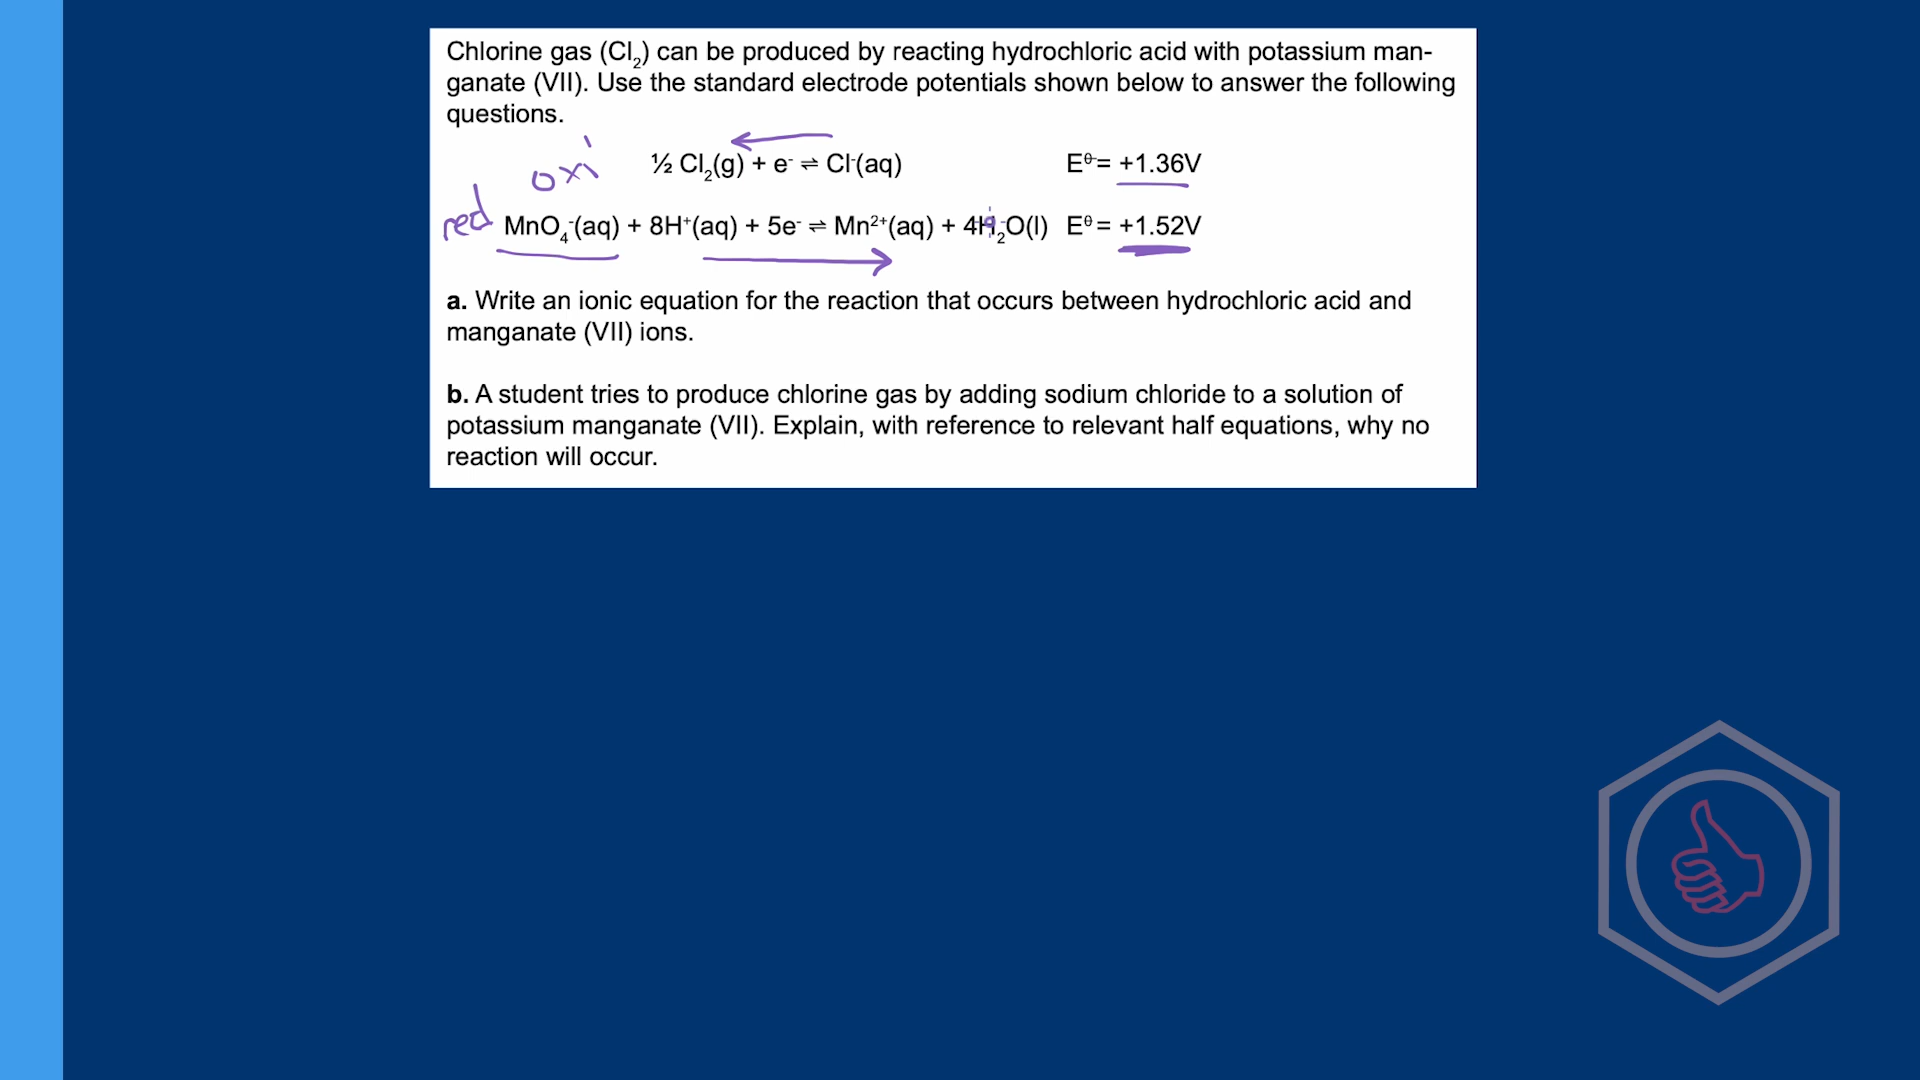 Chlorine gas (Cl₂) can be produced by reacting hydrochloric acid with potassium man-
ganate (VII). Use the standard electrode potentials shown below to answer the following
questions.
oxi ½ Cl₂(g) + e⁻ ⇌ Cl⁻(aq) E⁰= +1.36V
red MnO₄⁻(aq) + 8H⁺(aq) + 5e⁻ ⇌ Mn²⁺(aq) + 4H₂O(l) E⁰= +1.52V
a. Write an ionic equation for the reaction that occurs between hydrochloric acid and
manganate (VII) ions.
b. A student tries to produce chlorine gas by adding sodium chloride to a solution of
potassium manganate (VII). Explain, with reference to relevant half equations, why no
reaction will occur.